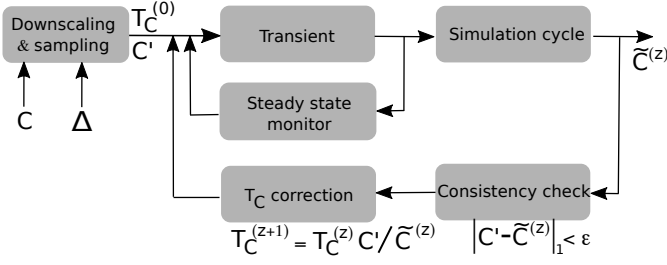 Downscaling
& sampling
T_C^(0)
C'
Transient
Simulation cycle
C̃^(z)
C
Δ
Steady state
monitor
T_C correction
Consistency check
T_C^(z+1) = T_C^(z) C'/C̃^(z)
|C'-C̃^(z)|_1 < ε